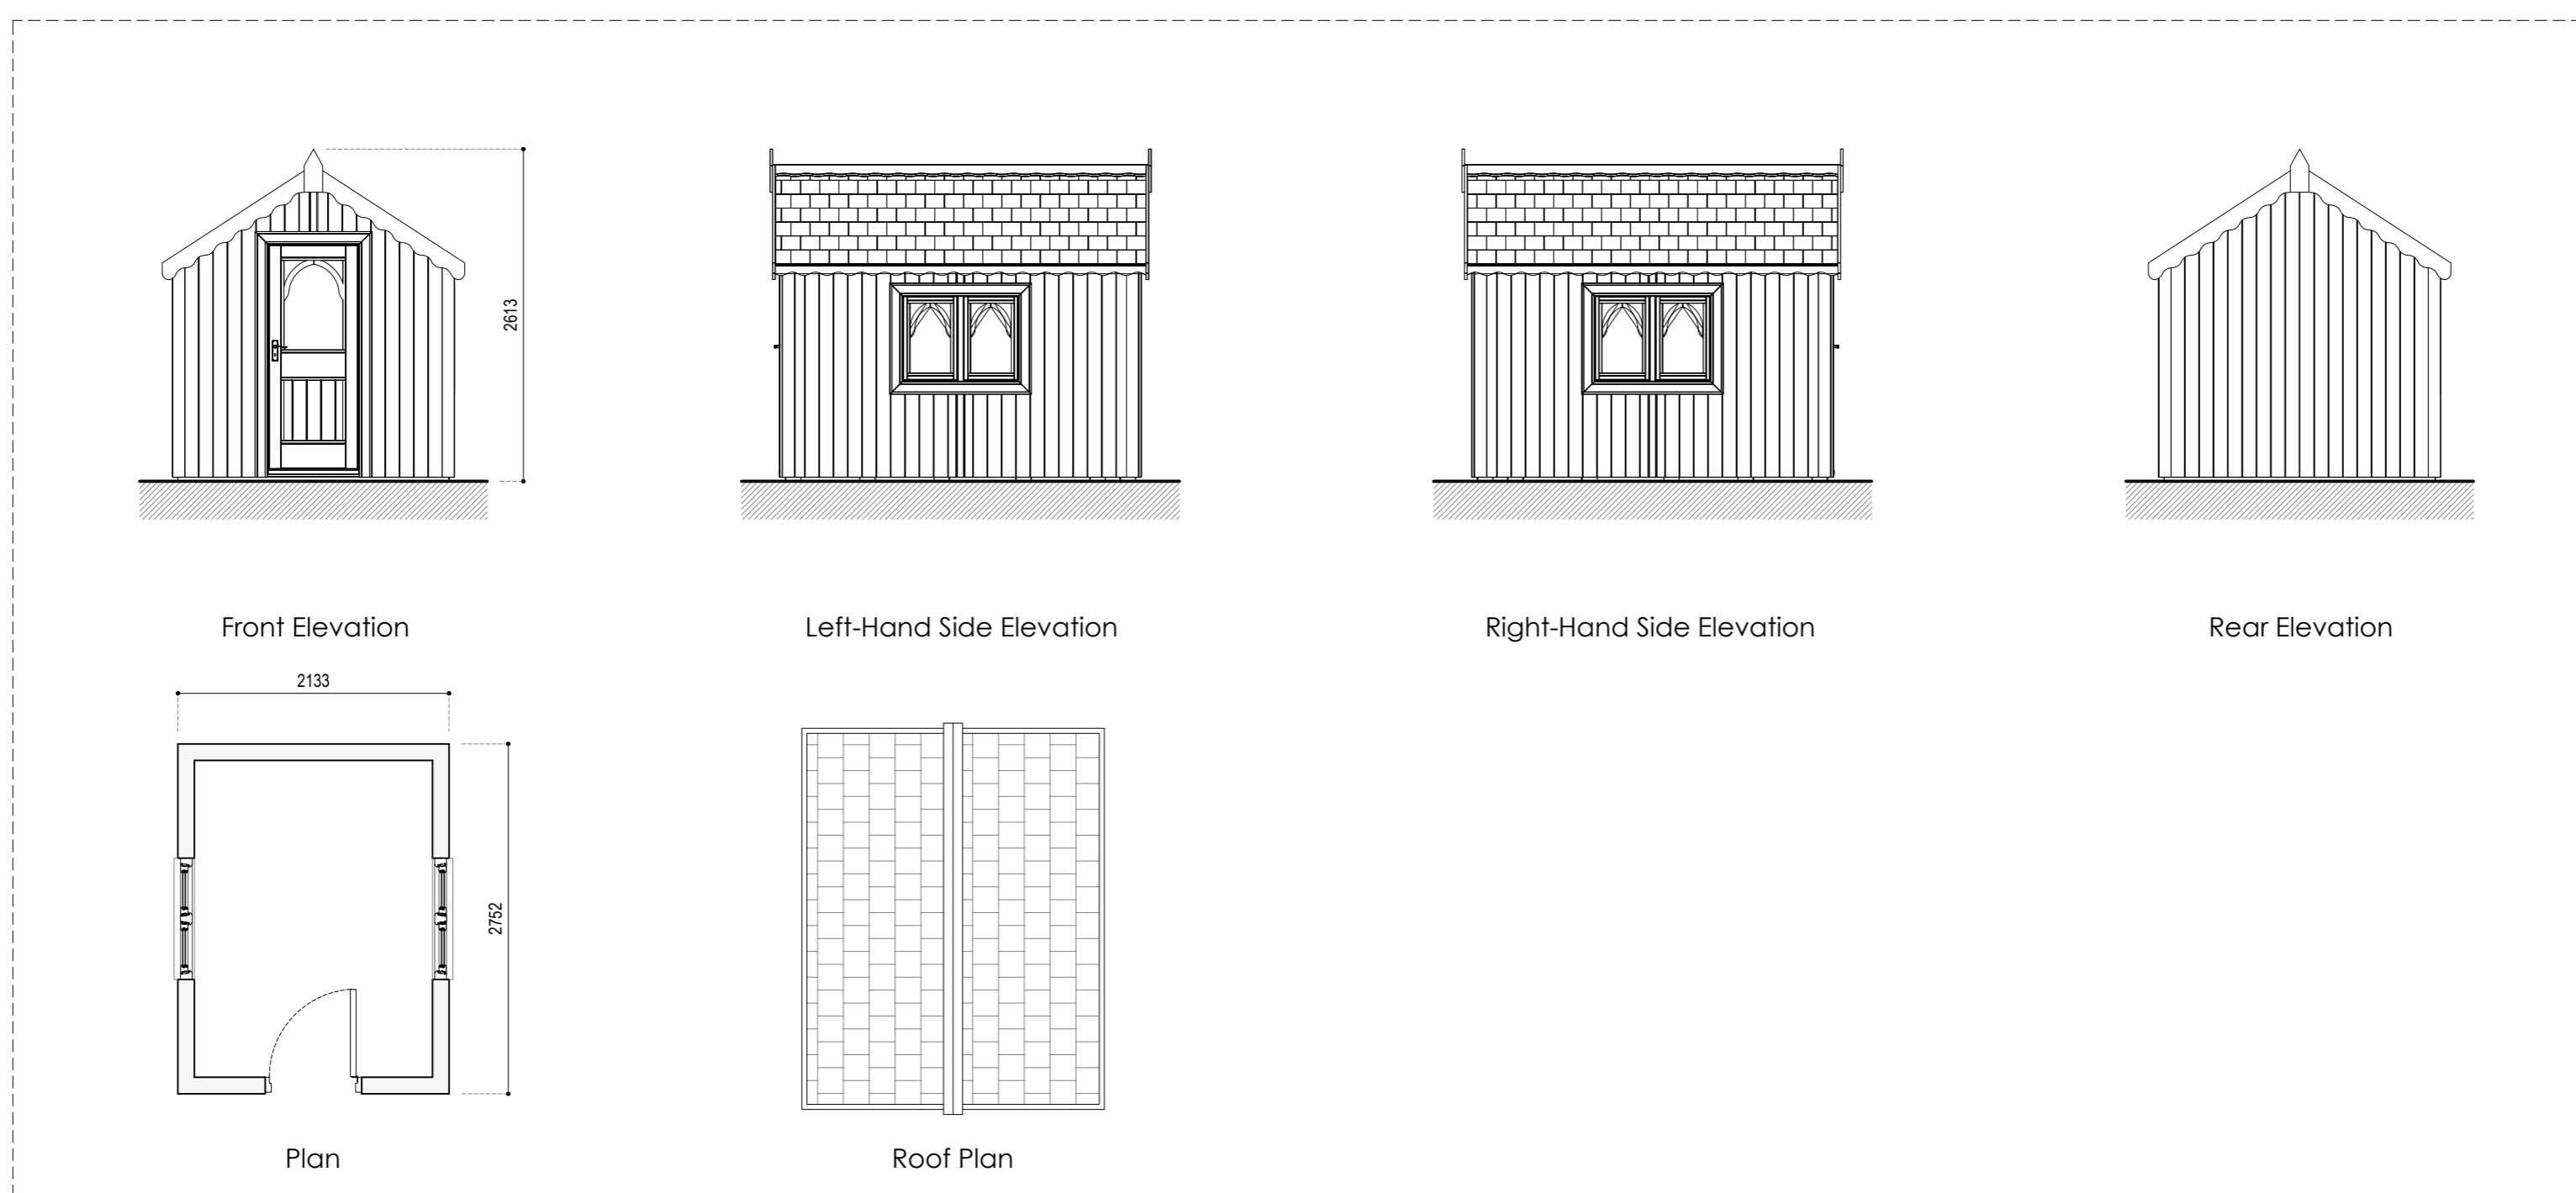 2613
Front Elevation
Left-Hand Side Elevation
Right-Hand Side Elevation
Rear Elevation
2133
2752
Plan
Roof Plan